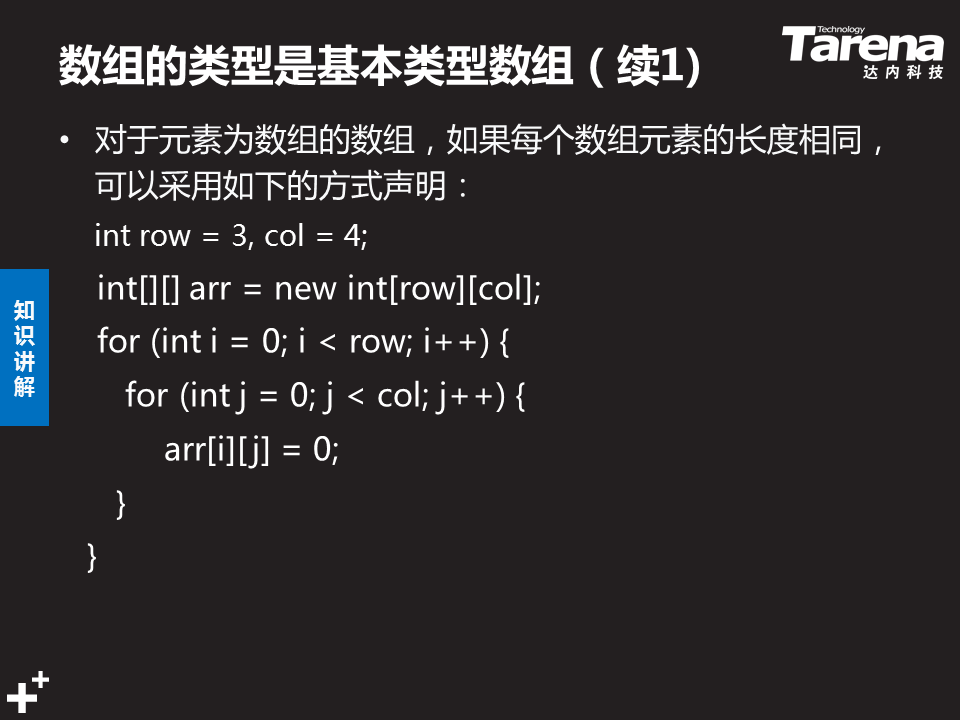 数组的类型是基本类型数组（续1）
Technology
Tarena
达内科技
• 对于元素为数组的数组，如果每个数组元素的长度相同，
可以采用如下的方式声明：
int row = 3, col = 4;
int[][] arr = new int[row][col];
for (int i = 0; i < row; i++) {
for (int j = 0; j < col; j++) {
arr[i][j] = 0;
}
}
知
识
讲
解